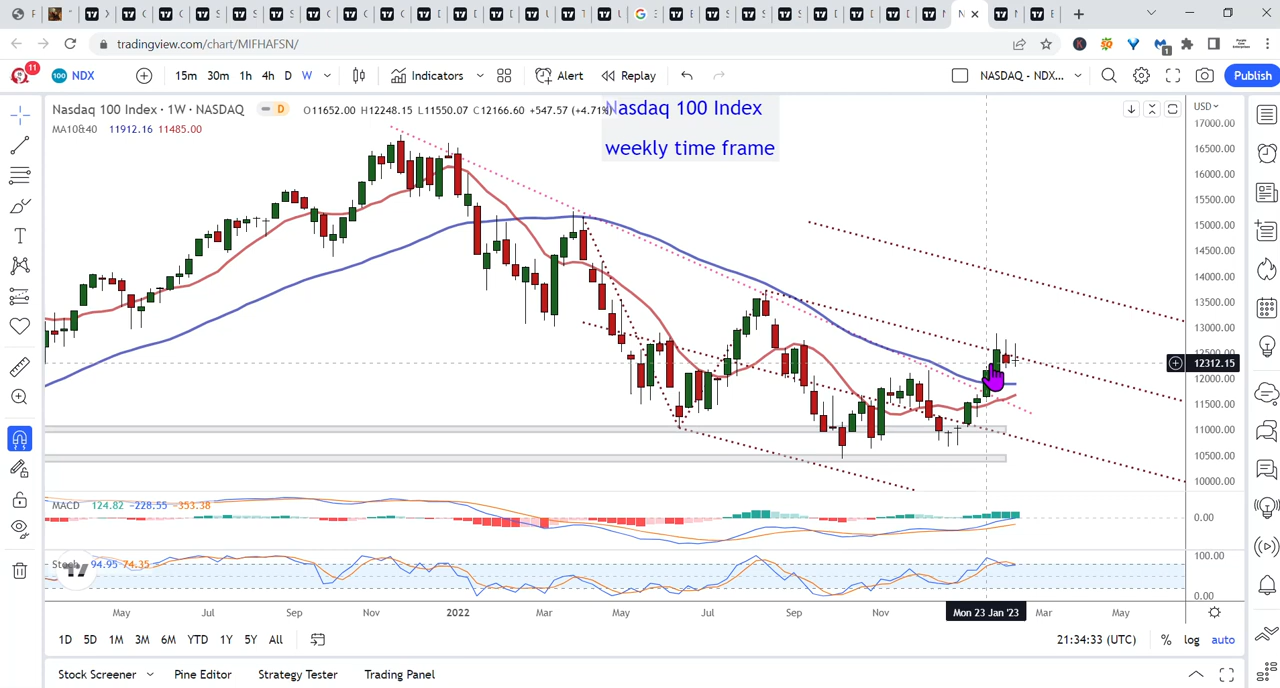 tradingview.com/chart/MIFHAFSN/
1
11
100 NDX
15m 30m 1h 4h D W
Indicators
Alert
Replay
NASDAQ - NDX...
Publish
Nasdaq 100 Index · 1W · NASDAQ
D
O11652.00 H12248.15 L11550.07 C12166.60 +547.57 (+4.71%)
MA10&40 11912.16 11485.00
Nasdaq 100 Index
weekly time frame
USD
17000.00
16500.00
16000.00
15500.00
15000.00
14500.00
14000.00
13500.00
13000.00
12312.15
12000.00
11500.00
11000.00
10500.00
10000.00
MACD 124.82 -228.55 -353.38
0.00
94.95 74.35
100.00
0.00
May Jul Sep Nov 2022 Mar May Jul Sep Nov Mon 23 Jan '23 Mar May
1D 5D 1M 3M 6M YTD 1Y 5Y All
21:34:33 (UTC) % log auto
Stock Screener Pine Editor Strategy Tester Trading Panel